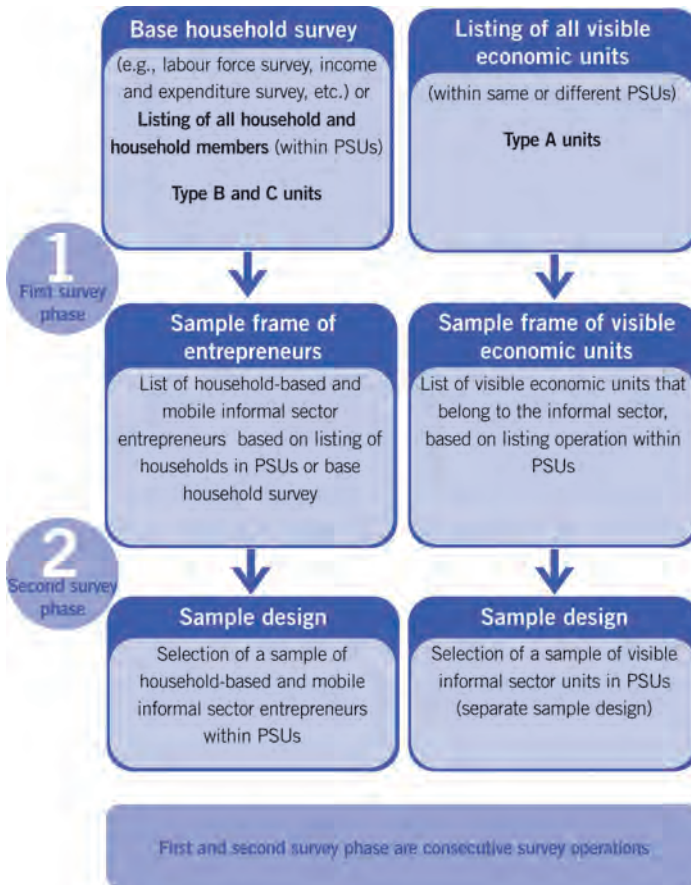 Base household survey
(e.g., labour force survey, income
and expenditure survey, etc.) or
Listing of all household and
household members (within PSUs)
Type B and C units
Listing of all visible
economic units
(within same or different PSUs)
Type A units
1
First survey
phase
Sample frame of
entrepreneurs
List of household-based and
mobile informal sector
entrepreneurs based on listing of
households in PSUs or base
household survey
Sample frame of visible
economic units
List of visible economic units that
belong to the informal sector,
based on listing operation within
PSUs
2
Second survey
phase
Sample design
Selection of a sample of
household-based and mobile
informal sector entrepreneurs
within PSUs
Sample design
Selection of a sample of visible
informal sector units in PSUs
(separate sample design)
First and second survey phase are consecutive survey operations